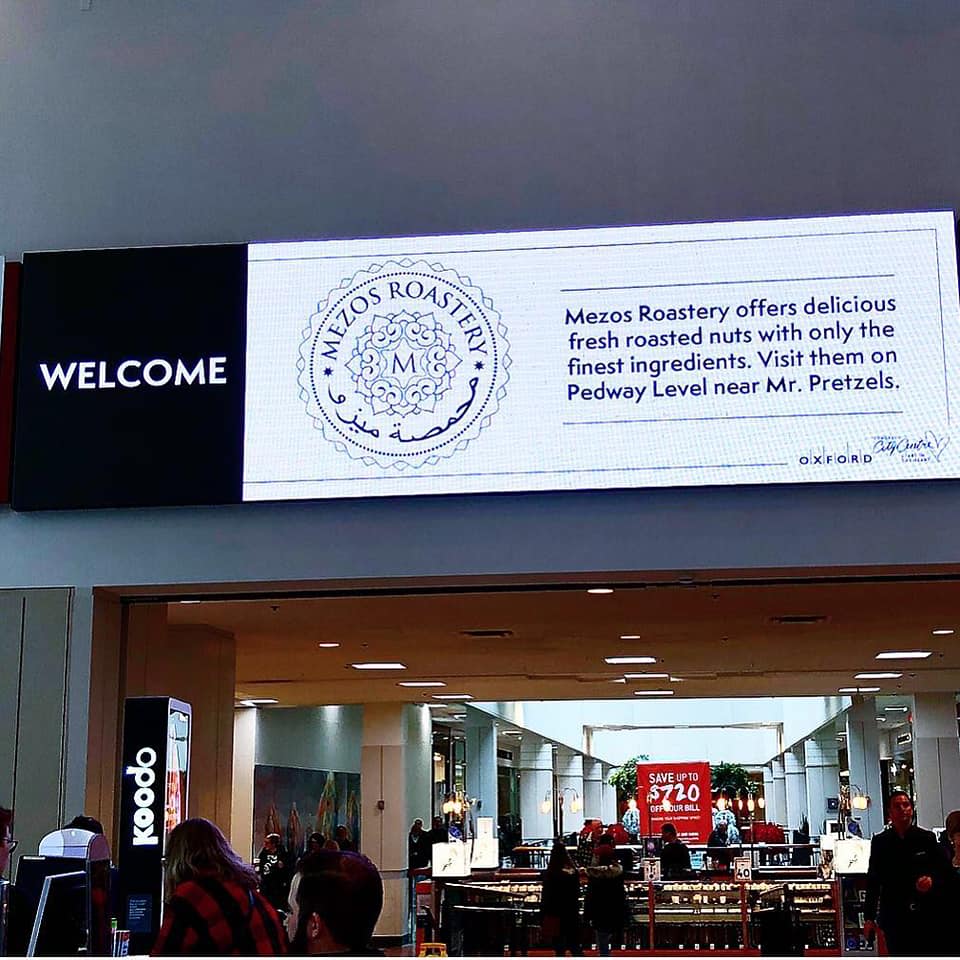 WELCOME
MEZOS ROASTERY
M
محمصة ميزو
Mezos Roastery offers delicious
fresh roasted nuts with only the
finest ingredients. Visit them on
Pedway Level near Mr. Pretzels.
OXFORD
City Centre
koodo
SAVE UP TO
$720
OFF YOUR BILL
40